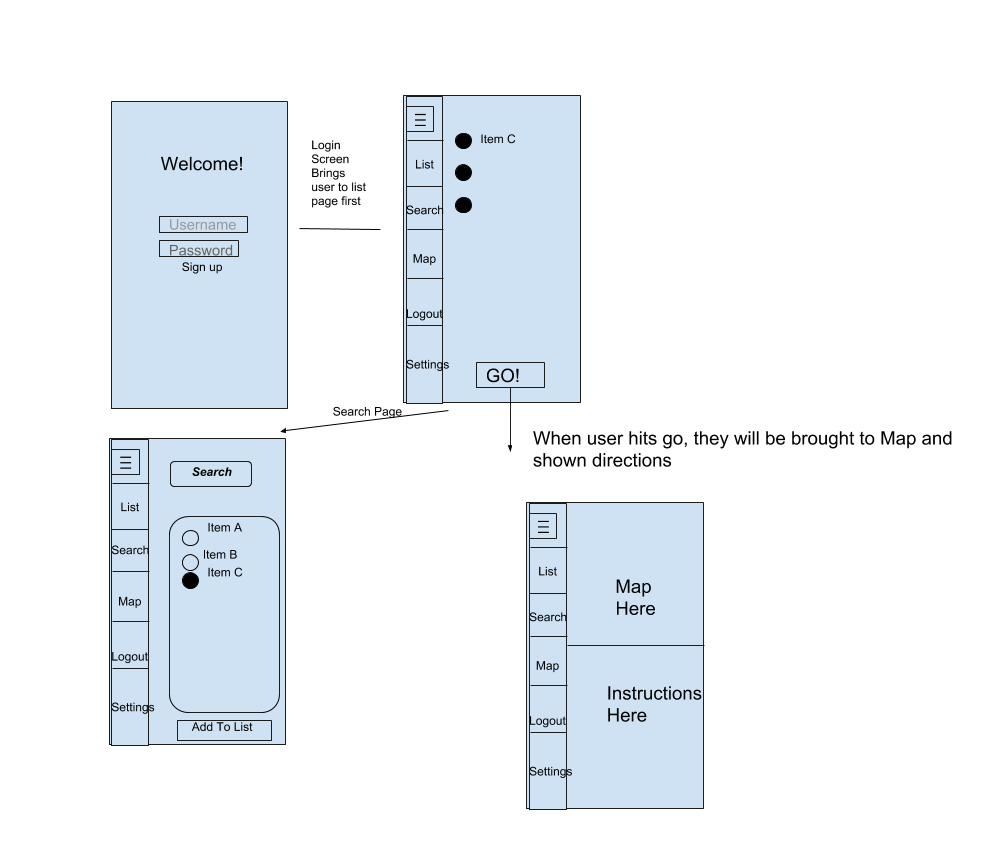 Welcome!
Username
Password
Sign up
Login
Screen
Brings
user to list
page first
List
Search
Map
Logout
Settings
Item C
GO!
Search Page
When user hits go, they will be brought to Map and
shown directions
List
Search
Map
Logout
Settings
Search
Item A
Item B
Item C
Add To List
List
Search
Map
Logout
Settings
Map
Here
Instructions
Here